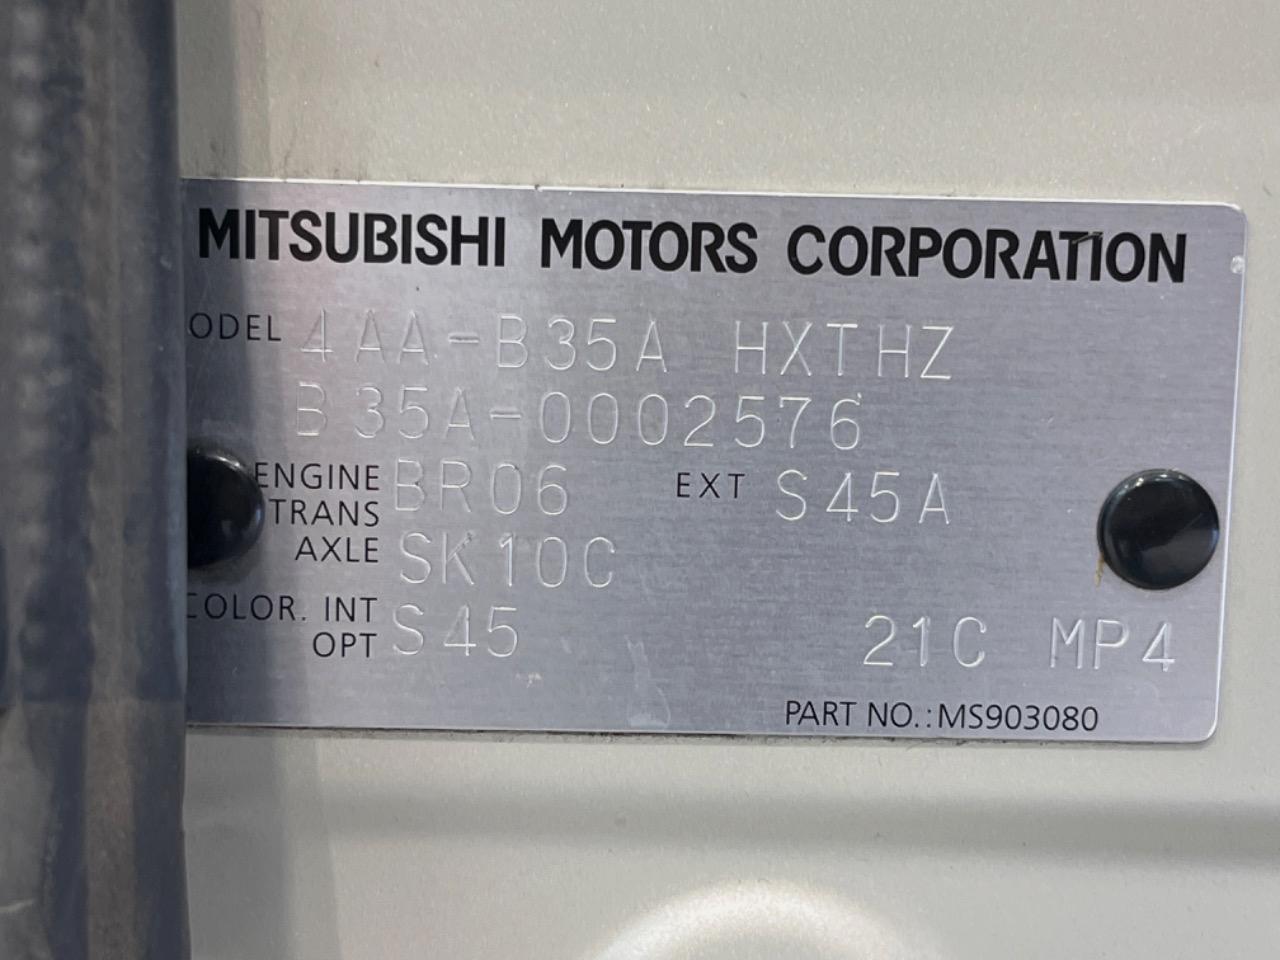 MITSUBISHI MOTORS CORPORATION
ODEL 4AA-B35A HXTHZ
B35A-0002576
ENGINE BR06 EXT S45A
TRANS
AXLE SK10C
COLOR. INT S45
OPT 21C MP4
PART NO.:MS903080